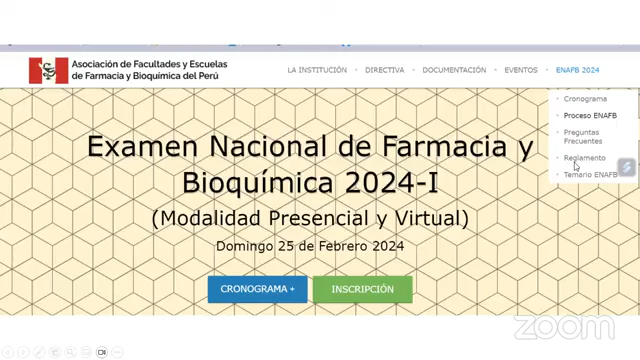 Asociación de Facultades y Escuelas
de Farmacia y Bioquímica del Perú
LA INSTITUCIÓN
DIRECTIVA
DOCUMENTACIÓN
EVENTOS
ENAFB 2024
Cronograma
Proceso ENAFB
Preguntas
Frecuentes
Reglamento
Temario ENAFB
Examen Nacional de Farmacia y
Bioquímica 2024-I
(Modalidad Presencial y Virtual)
Domingo 25 de Febrero 2024
CRONOGRAMA +
INSCRIPCIÓN
zoom